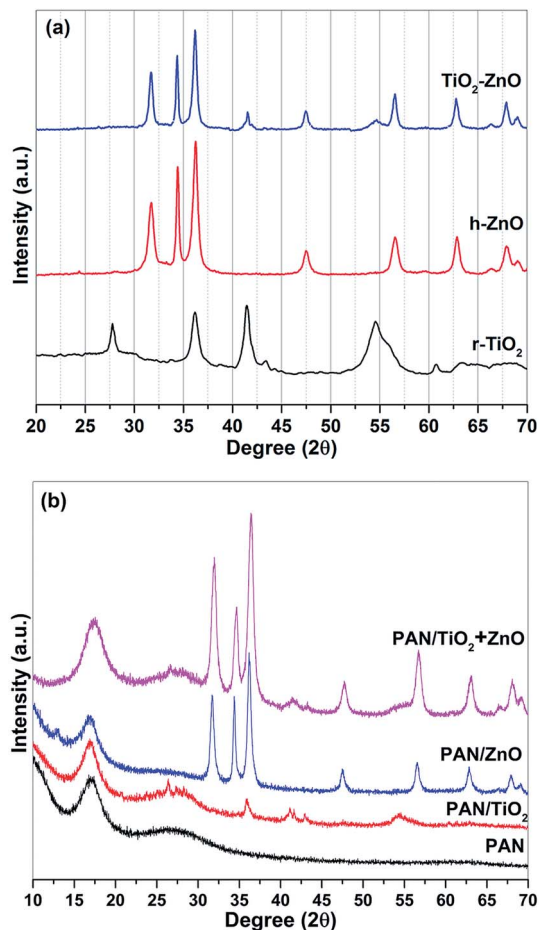 (a)
TiO₂-ZnO
h-ZnO
r-TiO₂
Intensity (a.u.)
20 25 30 35 40 45 50 55 60 65 70
Degree (2θ)
(b)
PAN/TiO₂+ZnO
PAN/ZnO
PAN/TiO₂
PAN
Intensity (a.u.)
10 15 20 25 30 35 40 45 50 55 60 65 70
Degree (2θ)